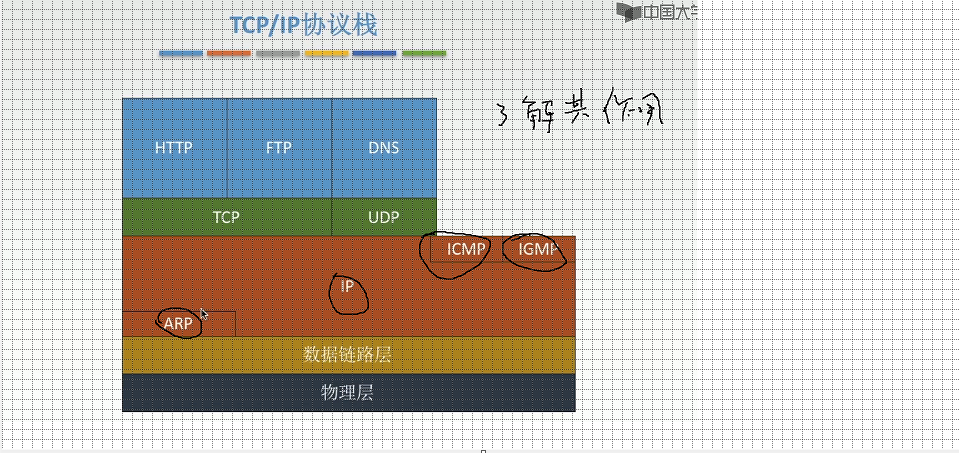 TCP/IP协议栈
中国大
了解其作用
HTTP FTP DNS
TCP UDP
ICMP IGMP
IP
ARP
数据链路层
物理层